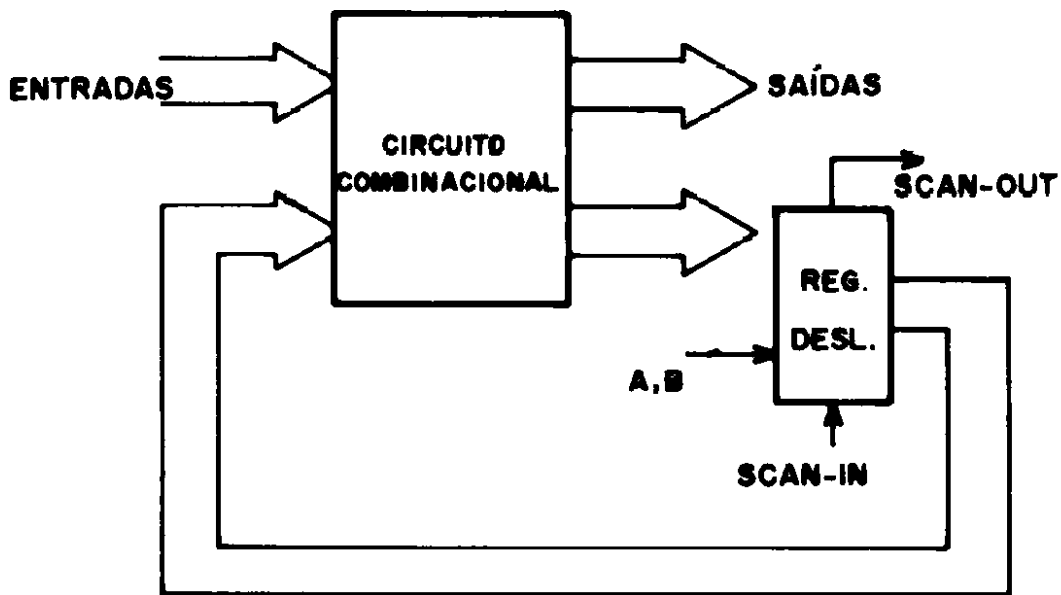 ENTRADAS
CIRCUITO
COMBINACIONAL
SAÍDAS
SCAN-OUT
REG.
DESL.
A,B
SCAN-IN